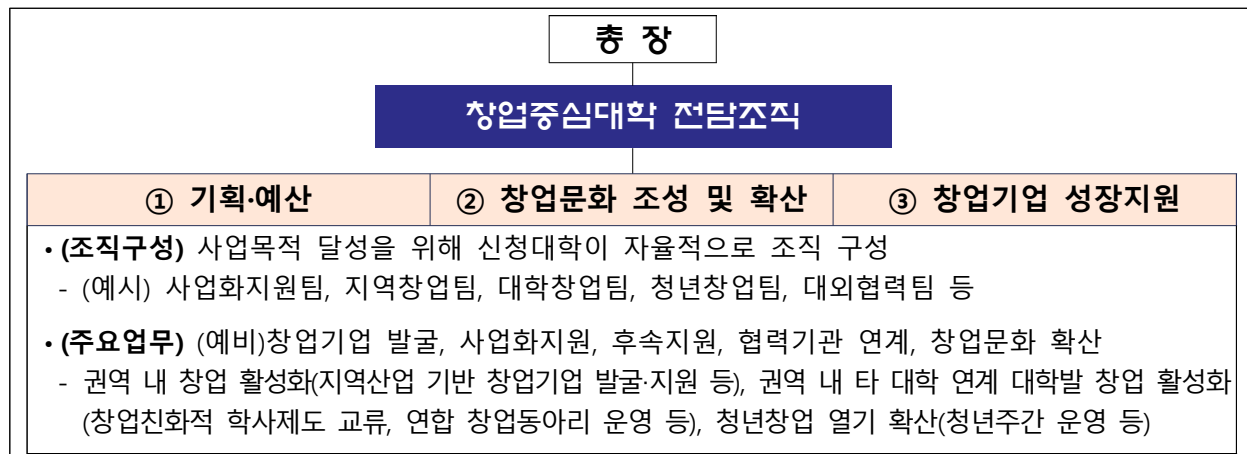 총 장
창업중심대학 전담조직
① 기획·예산
② 창업문화 조성 및 확산
③ 창업기업 성장지원
• (조직구성) 사업목적 달성을 위해 신청대학이 자율적으로 조직 구성
- (예시) 사업화지원팀, 지역창업팀, 대학창업팀, 청년창업팀, 대외협력팀 등
• (주요업무) (예비)창업기업 발굴, 사업화지원, 후속지원, 협력기관 연계, 창업문화 확산
- 권역 내 창업 활성화(지역산업 기반 창업기업 발굴·지원 등), 권역 내 타 대학 연계 대학발 창업 활성화
(창업친화적 학사제도 교류, 연합 창업동아리 운영 등), 청년창업 열기 확산(청년주간 운영 등)